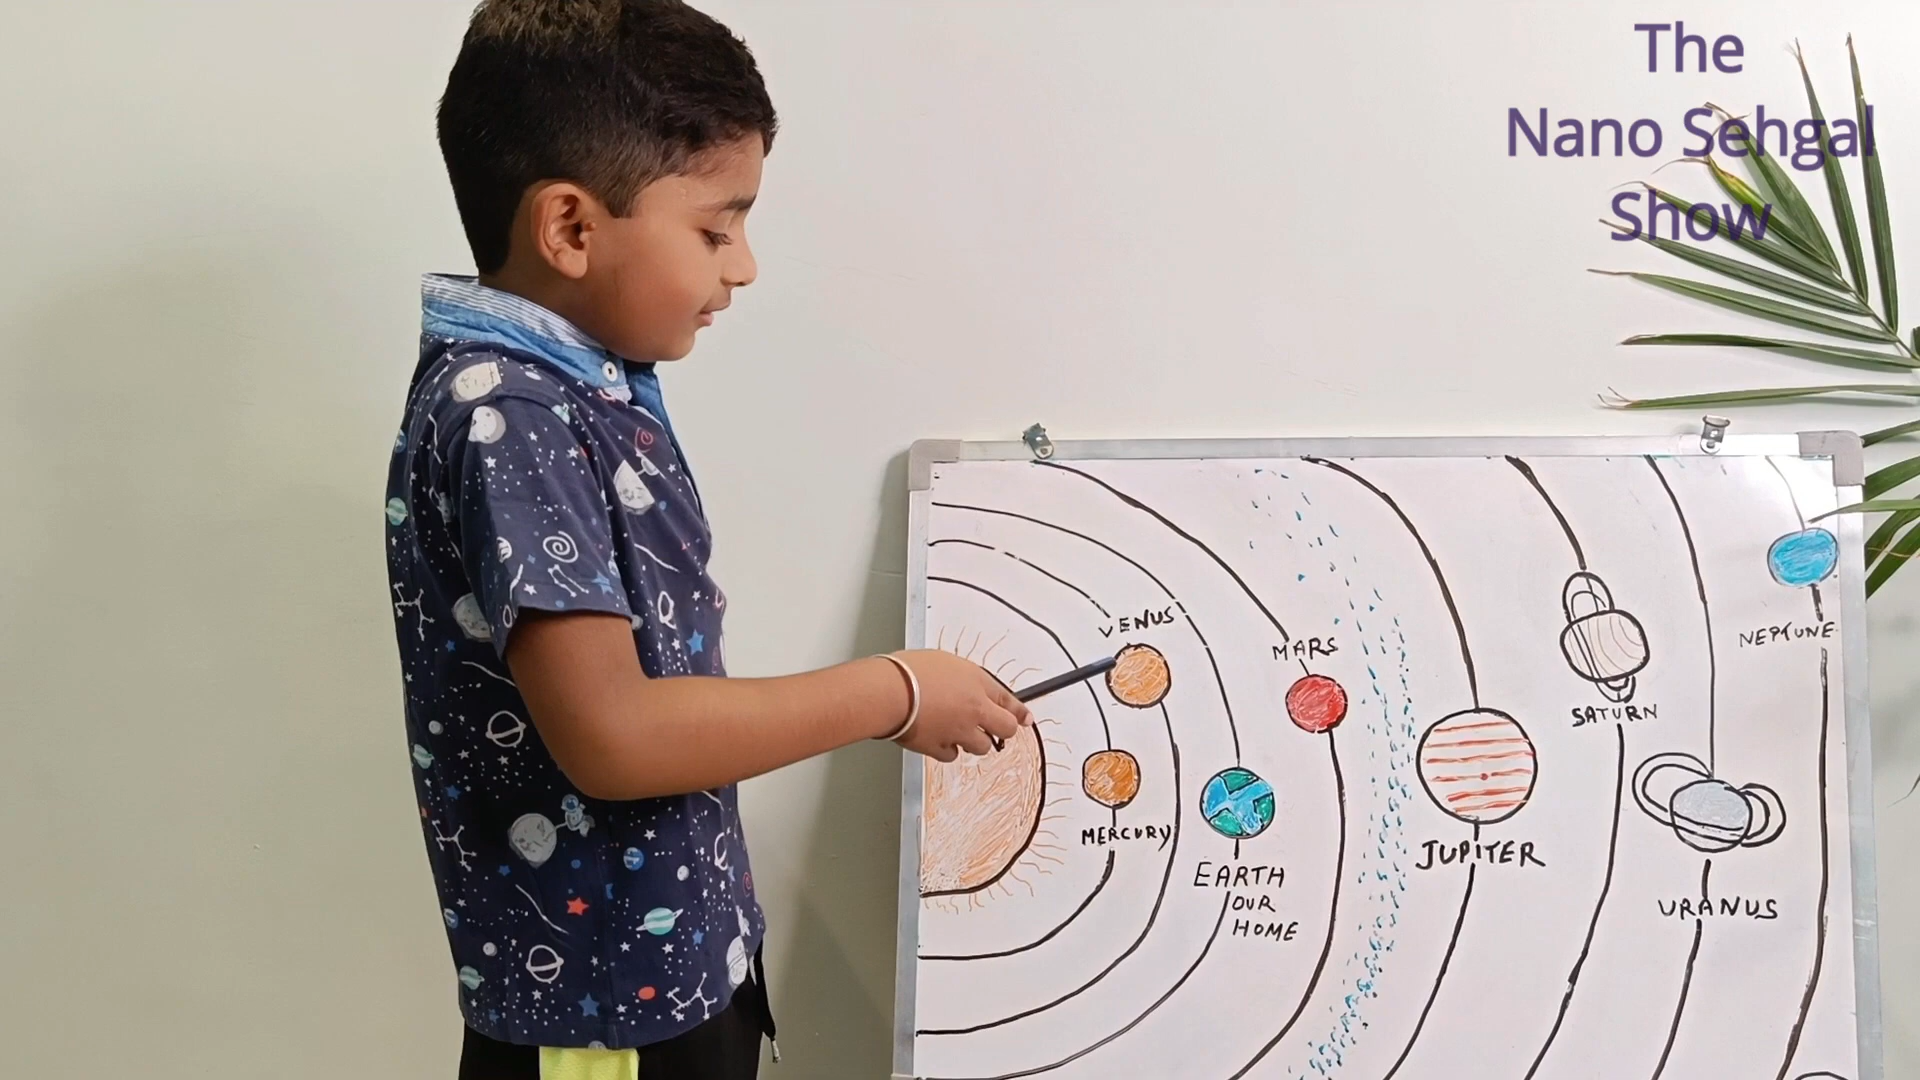 The
Nano Sehgal
Show
VENUS
MARS
NEPTUNE
SATURN
MERCURY
JUPITER
EARTH
OUR
HOME
URANUS